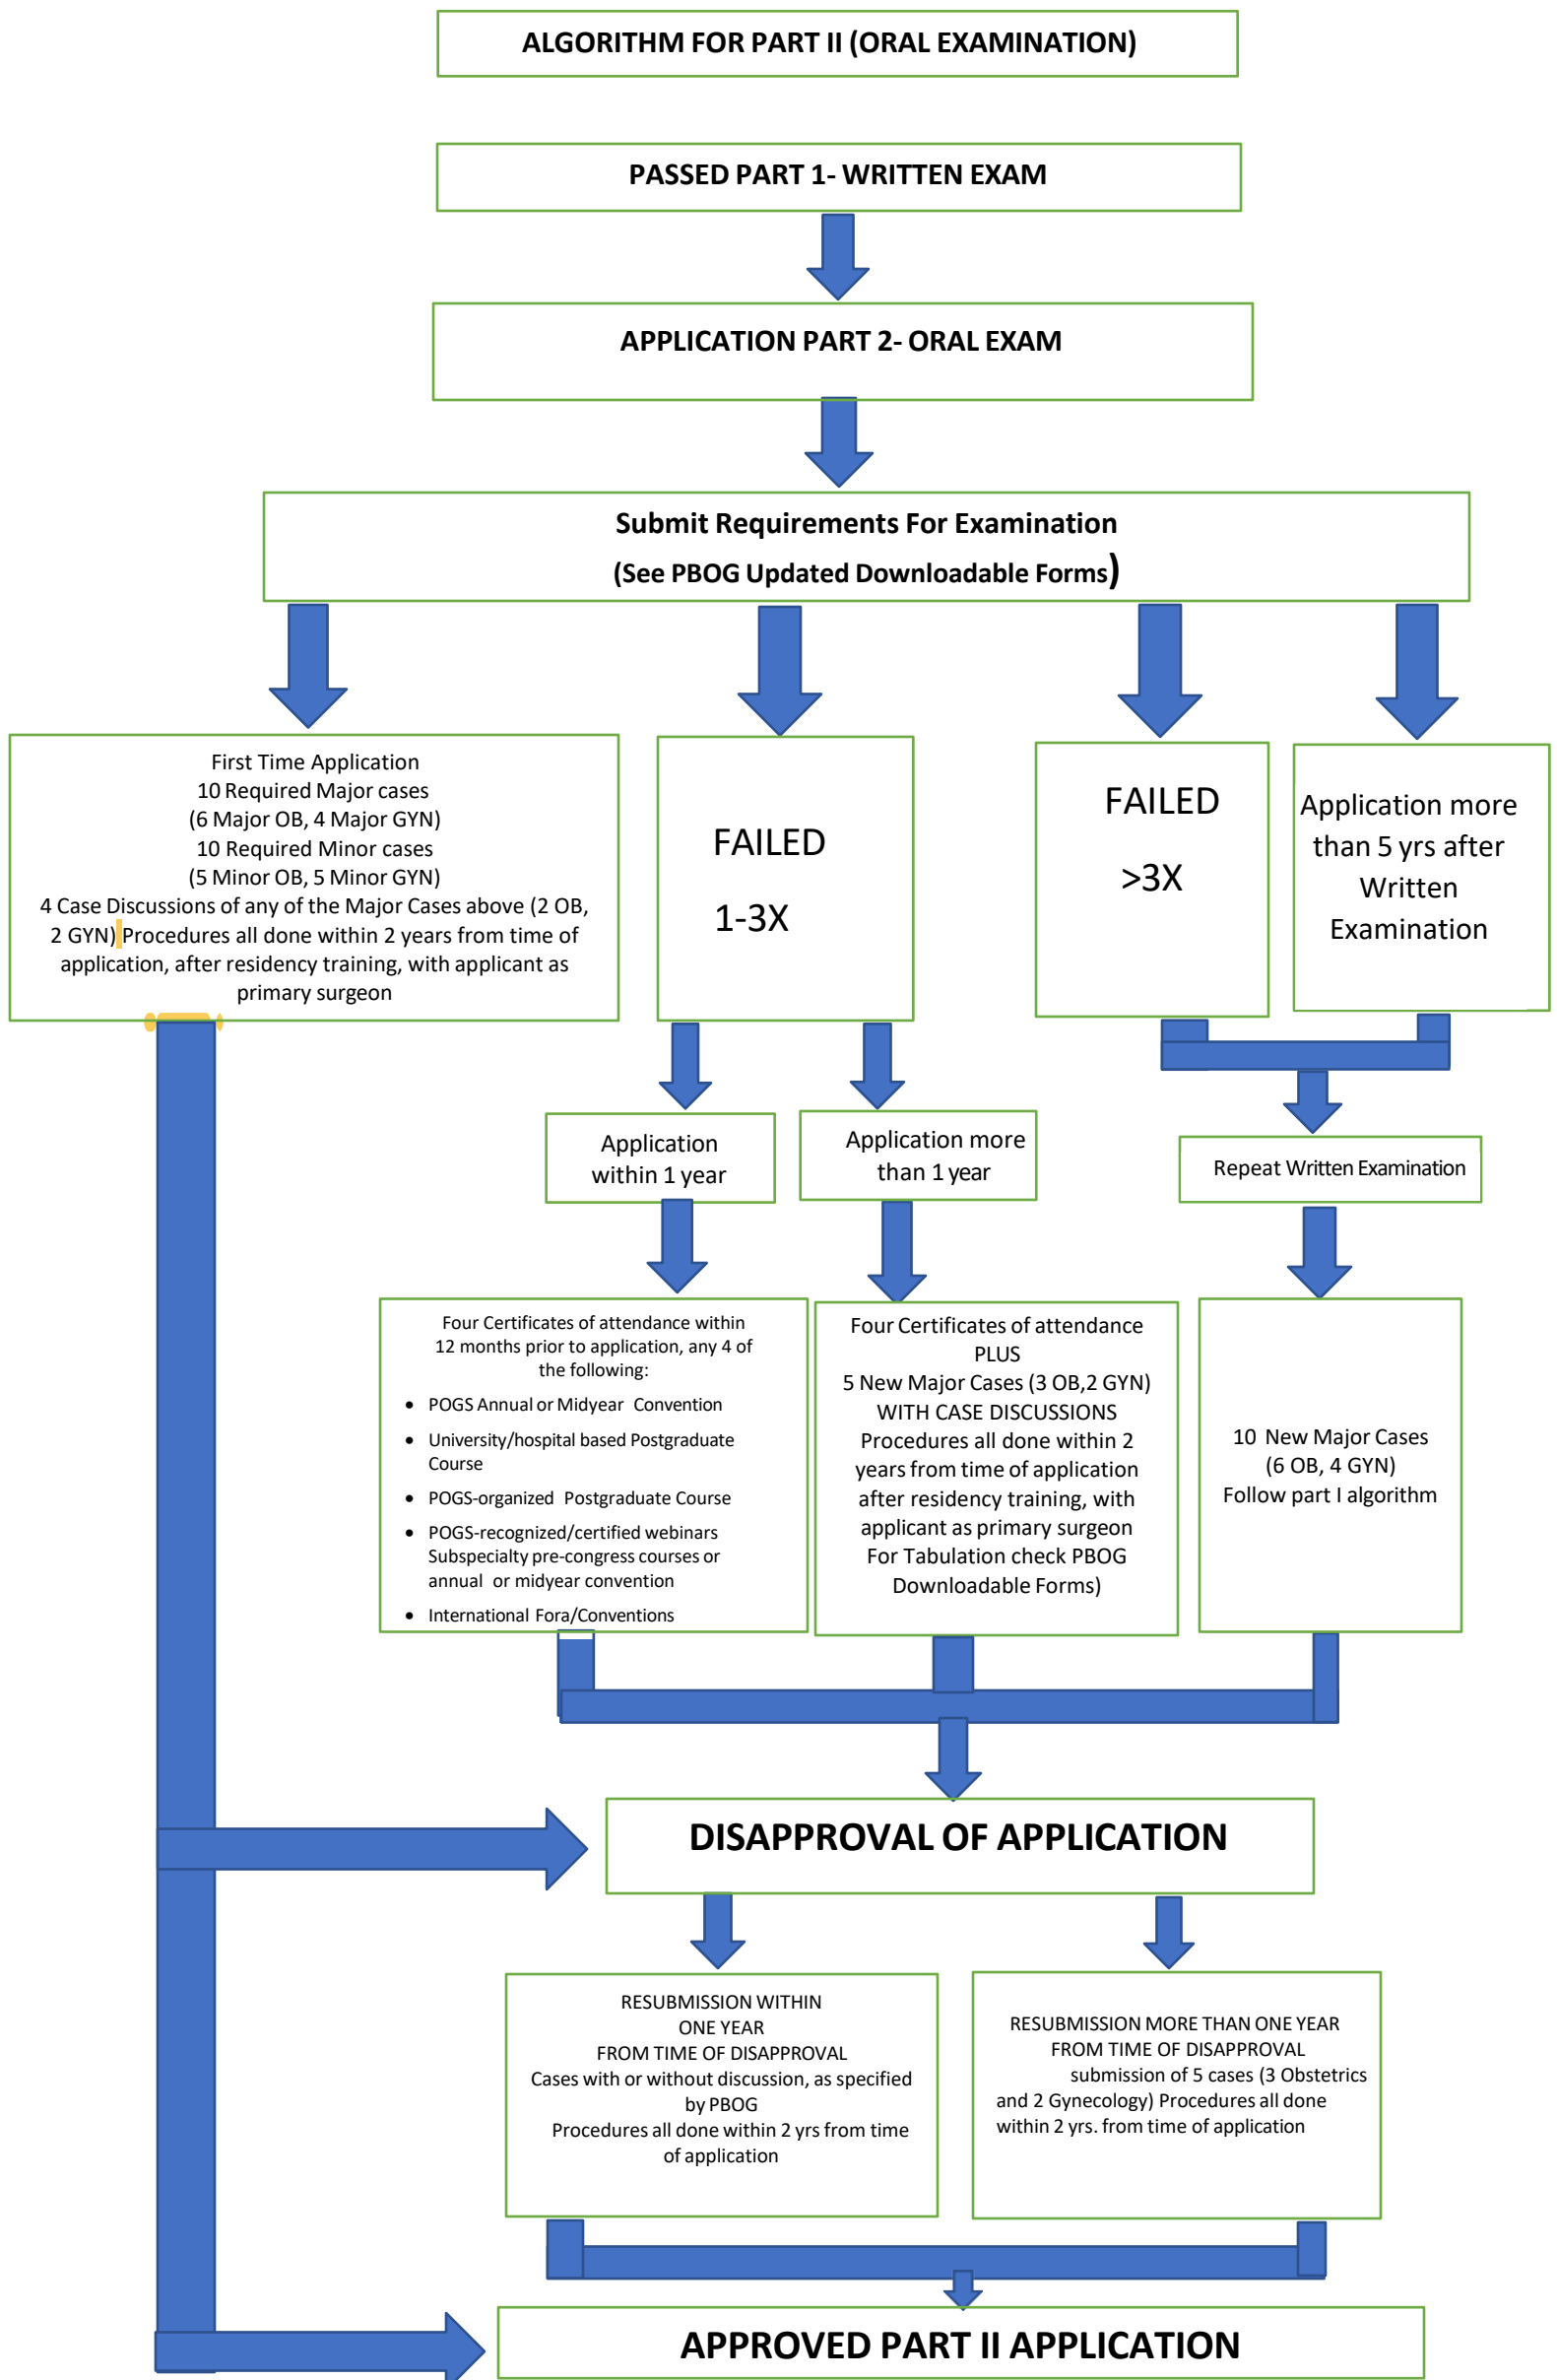 ALGORITHM FOR PART II (ORAL EXAMINATION)
PASSED PART 1- WRITTEN EXAM
APPLICATION PART 2- ORAL EXAM
Submit Requirements For Examination
(See PBOG Updated Downloadable Forms)
First Time Application
10 Required Major cases
(6 Major OB, 4 Major GYN)
10 Required Minor cases
(5 Minor OB, 5 Minor GYN)
4 Case Discussions of any of the Major Cases above (2 OB,
2 GYN) Procedures all done within 2 years from time of
application, after residency training, with applicant as
primary surgeon
FAILED
1-3X
FAILED
>3X
Application more
than 5 yrs after
Written
Examination
Application
within 1 year
Application more
than 1 year
Repeat Written Examination
Four Certificates of attendance within
12 months prior to application, any 4 of
the following:
• POGS Annual or Midyear Convention
• University/hospital based Postgraduate
Course
• POGS-organized Postgraduate Course
• POGS-recognized/certified webinars
Subspecialty pre-congress courses or
annual or midyear convention
• International Fora/Conventions
Four Certificates of attendance
PLUS
5 New Major Cases (3 OB,2 GYN)
WITH CASE DISCUSSIONS
Procedures all done within 2
years from time of application
after residency training, with
applicant as primary surgeon
For Tabulation check PBOG
Downloadable Forms)
10 New Major Cases
(6 OB, 4 GYN)
Follow part I algorithm
DISAPPROVAL OF APPLICATION
RESUBMISSION WITHIN
ONE YEAR
FROM TIME OF DISAPPROVAL
Cases with or without discussion, as specified
by PBOG
Procedures all done within 2 yrs from time
of application
RESUBMISSION MORE THAN ONE YEAR
FROM TIME OF DISAPPROVAL
submission of 5 cases (3 Obstetrics
and 2 Gynecology) Procedures all done
within 2 yrs. from time of application
APPROVED PART II APPLICATION